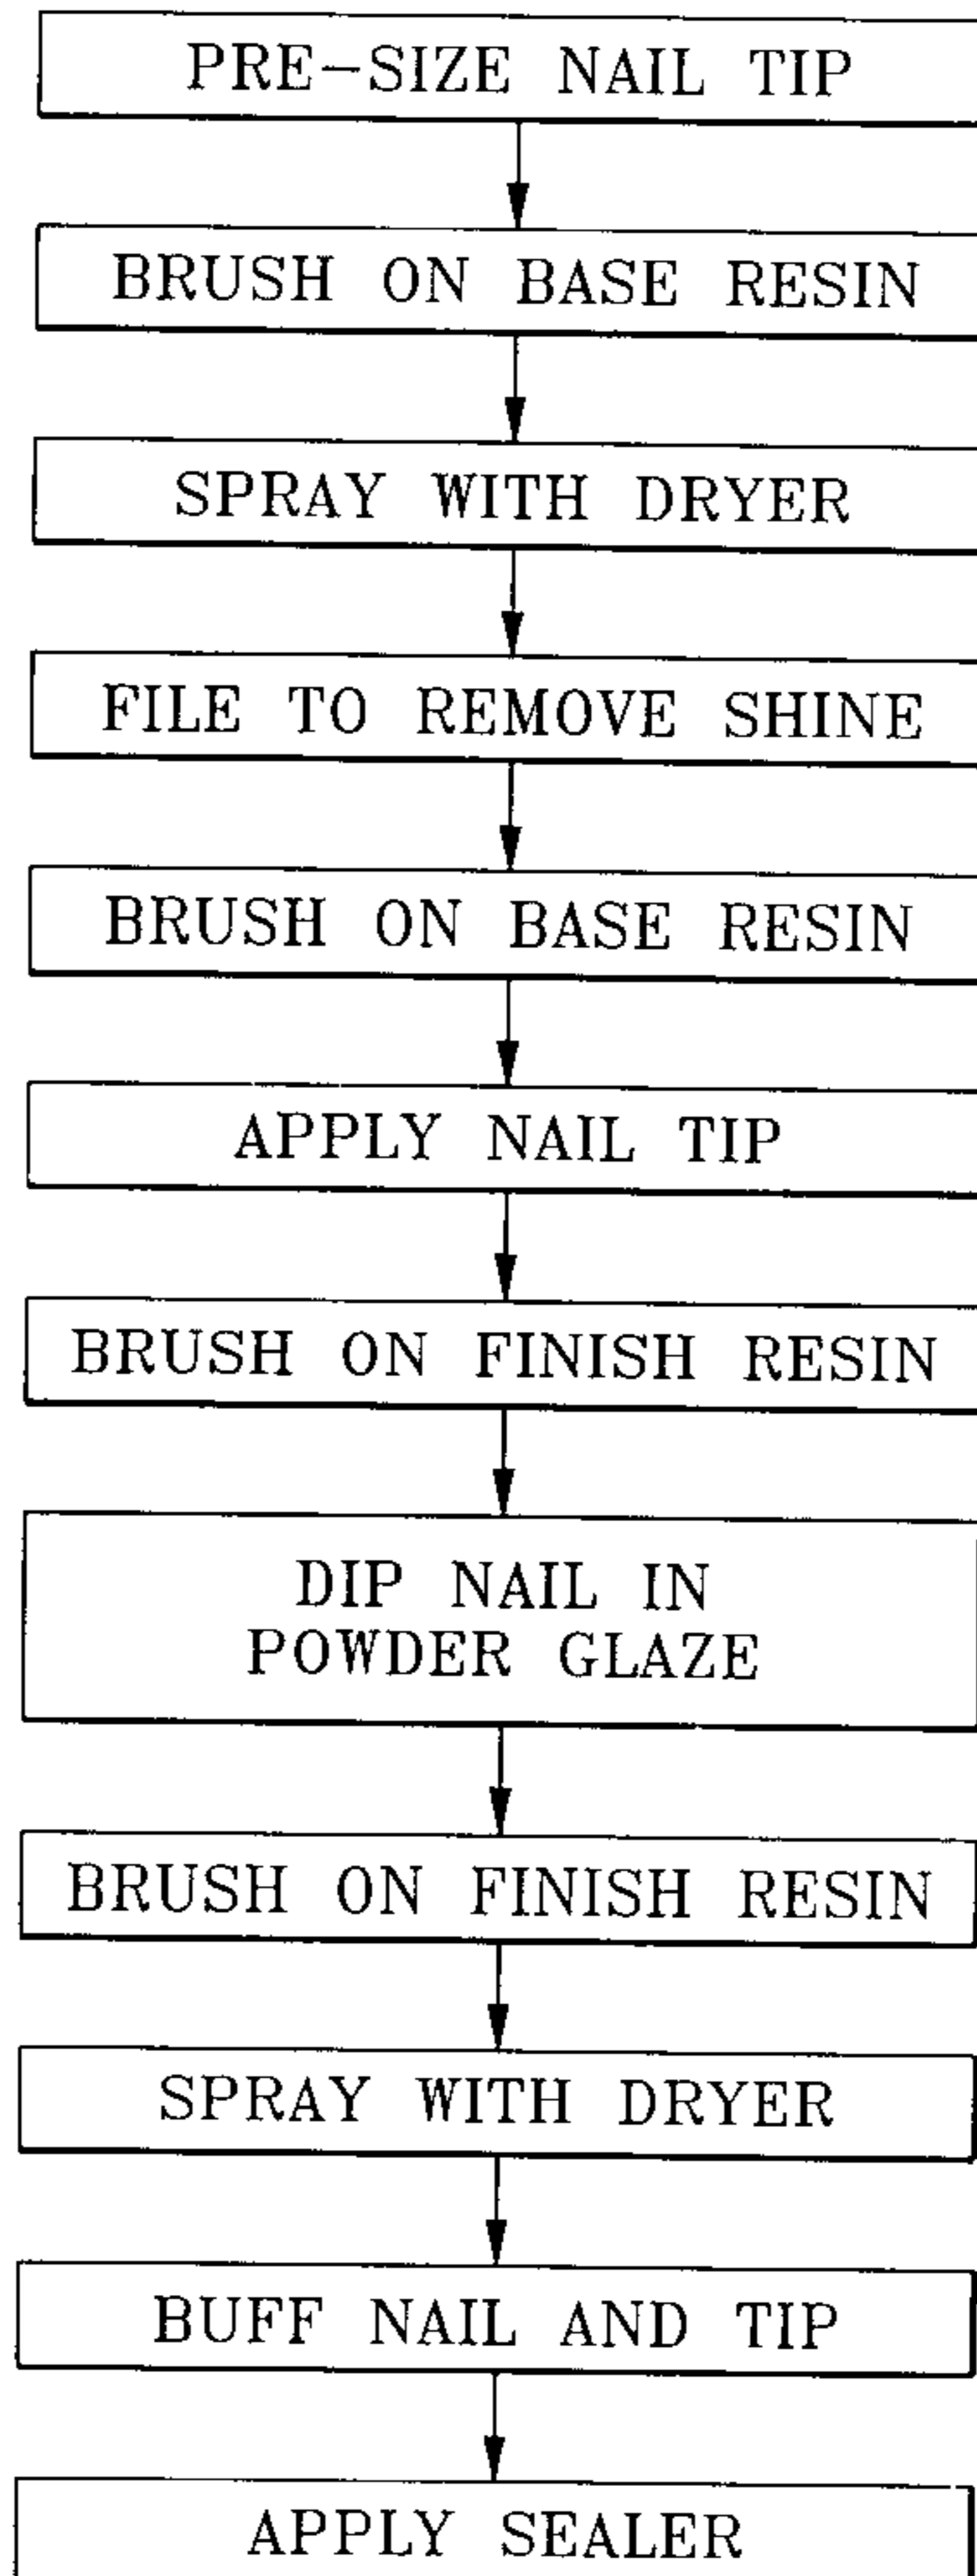 PRE-SIZE NAIL TIP
BRUSH ON BASE RESIN
SPRAY WITH DRYER
FILE TO REMOVE SHINE
BRUSH ON BASE RESIN
APPLY NAIL TIP
BRUSH ON FINISH RESIN
DIP NAIL IN
POWDER GLAZE
BRUSH ON FINISH RESIN
SPRAY WITH DRYER
BUFF NAIL AND TIP
APPLY SEALER